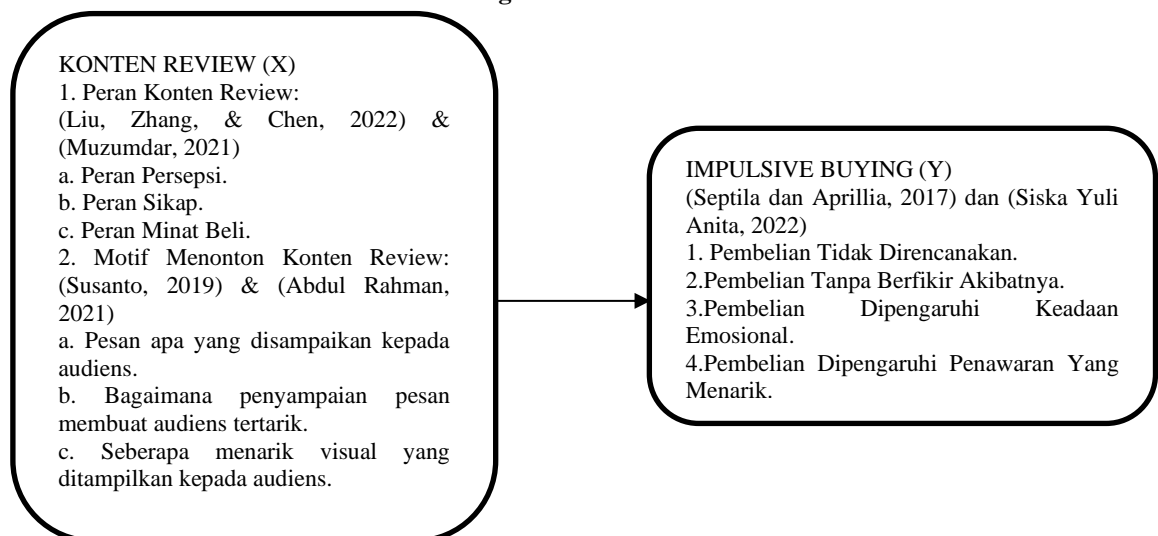 KONTEN REVIEW (X)
1. Peran Konten Review:
(Liu, Zhang, & Chen, 2022) &
(Muzumdar, 2021)
a. Peran Persepsi.
b. Peran Sikap.
c. Peran Minat Beli.
2. Motif Menonton Konten Review:
(Susanto, 2019) & (Abdul Rahman,
2021)
a. Pesan apa yang disampaikan kepada
audiens.
b. Bagaimana penyampaian pesan
membuat audiens tertarik.
c. Seberapa menarik visual yang
ditampilkan kepada audiens.
IMPULSIVE BUYING (Y)
(Septila dan Aprillia, 2017) dan (Siska Yuli
Anita, 2022)
1. Pembelian Tidak Direncanakan.
2.Pembelian Tanpa Berfikir Akibatnya.
3.Pembelian Dipengaruhi Keadaan
Emosional.
4.Pembelian Dipengaruhi Penawaran Yang
Menarik.